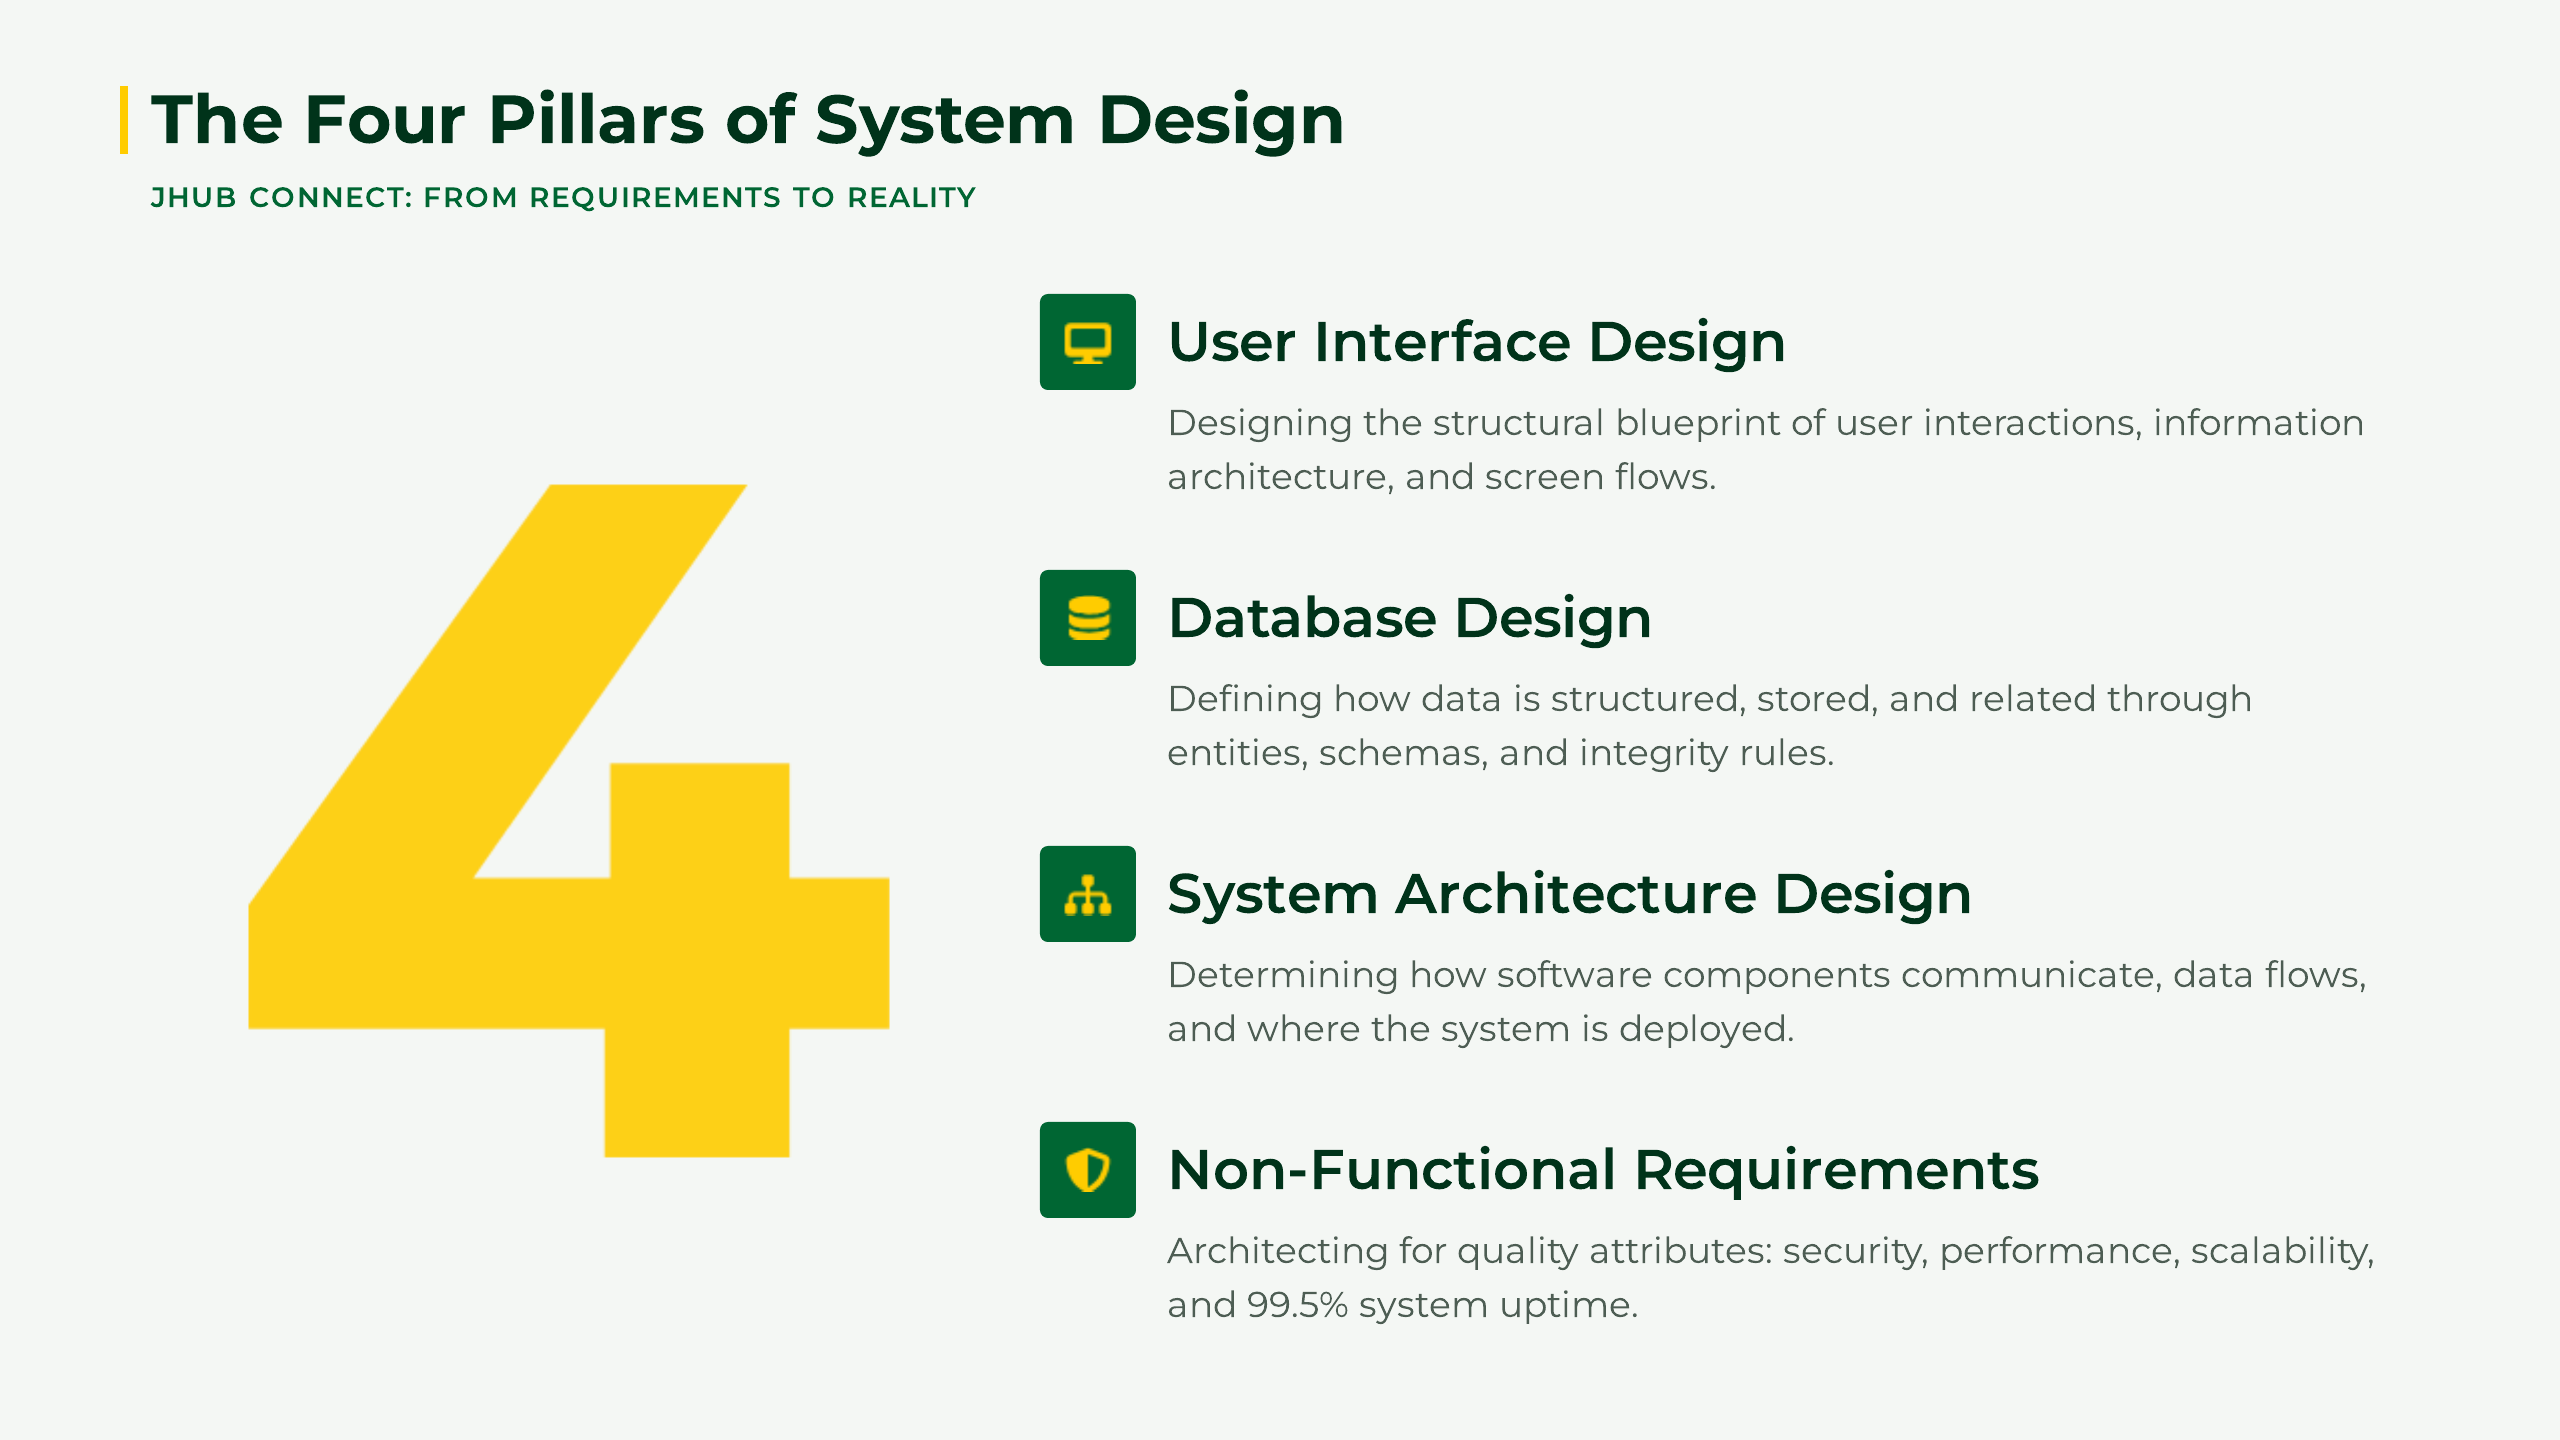 The Four Pillars of System Design
JHUB CONNECT: FROM REQUIREMENTS TO REALITY
4
User Interface Design
Designing the structural blueprint of user interactions, information
architecture, and screen flows.
Database Design
Defining how data is structured, stored, and related through
entities, schemas, and integrity rules.
System Architecture Design
Determining how software components communicate, data flows,
and where the system is deployed.
Non-Functional Requirements
Architecting for quality attributes: security, performance, scalability,
and 99.5% system uptime.